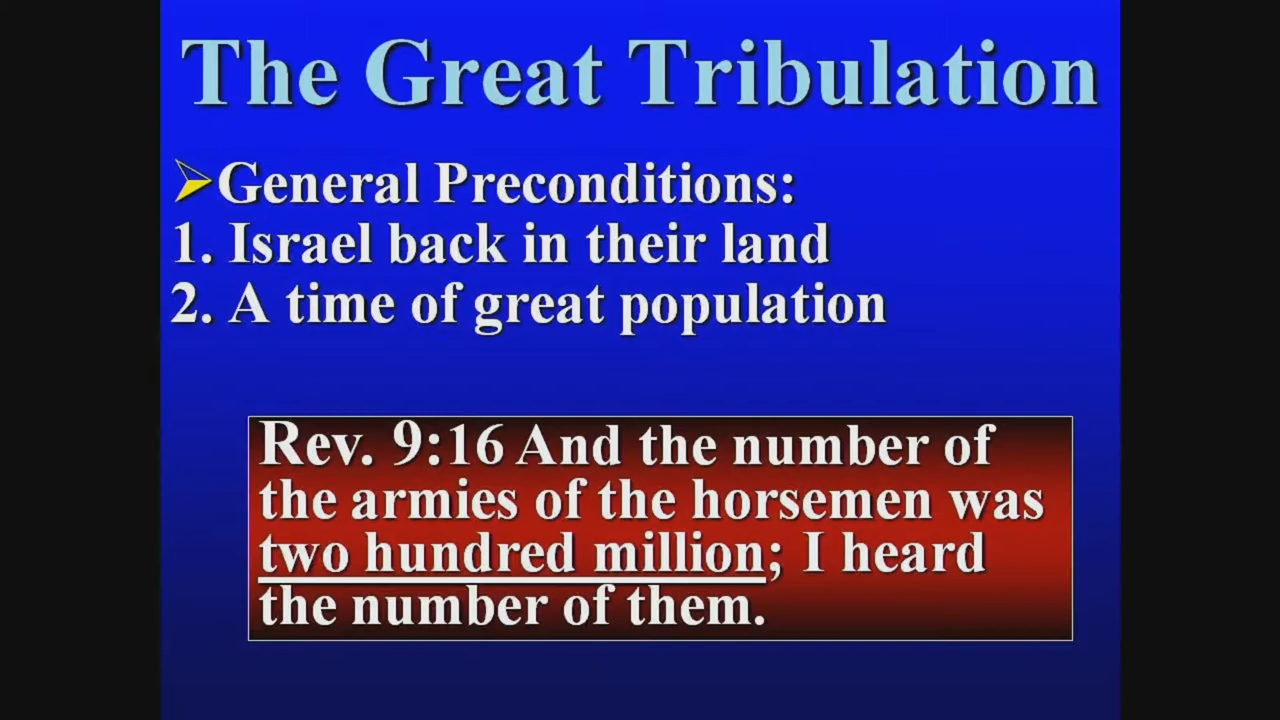 The Great Tribulation
General Preconditions:
1. Israel back in their land
2. A time of great population
Rev. 9:16 And the number of
the armies of the horsemen was
two hundred million; I heard
the number of them.